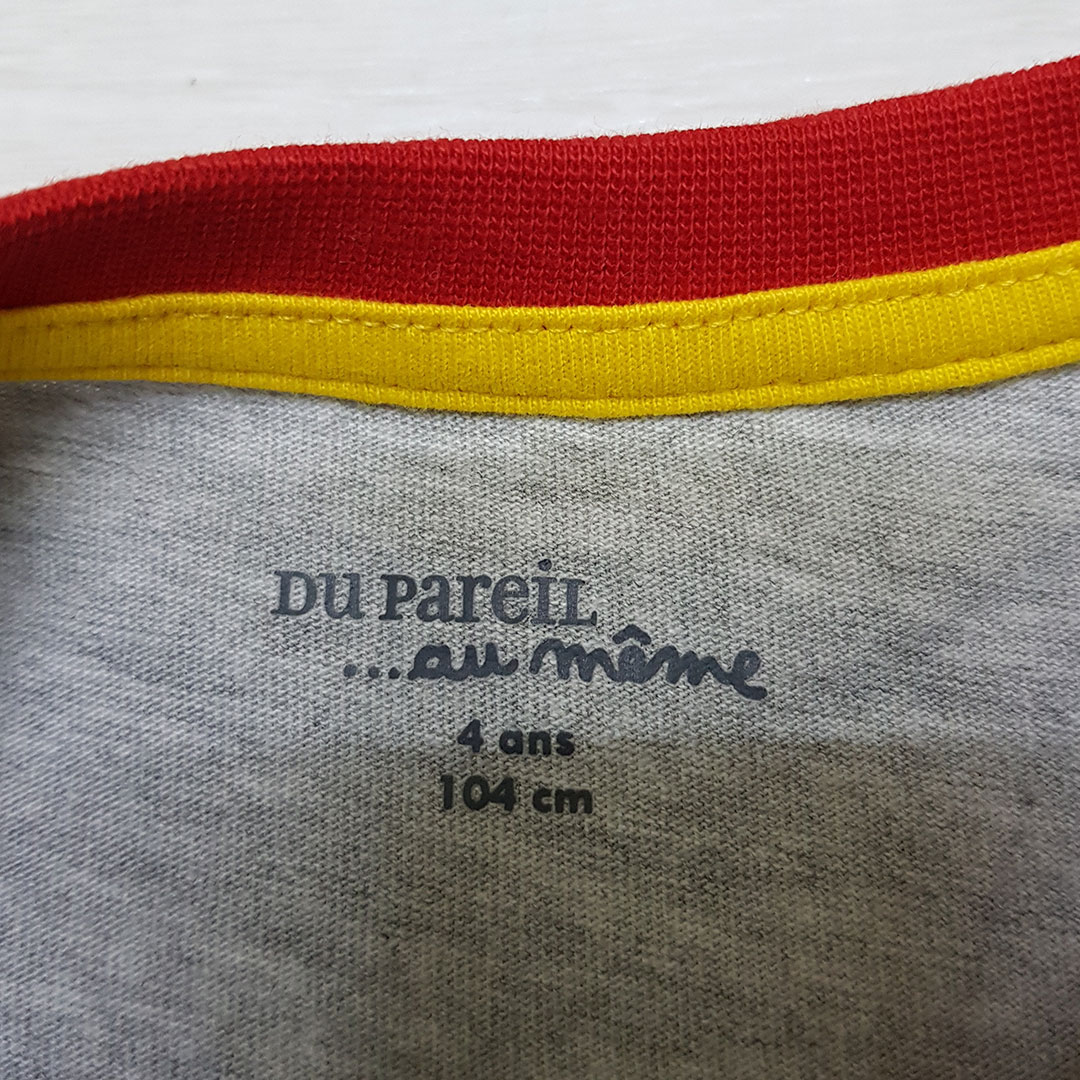 DU PAREIL
...au même
4 ans
104 cm